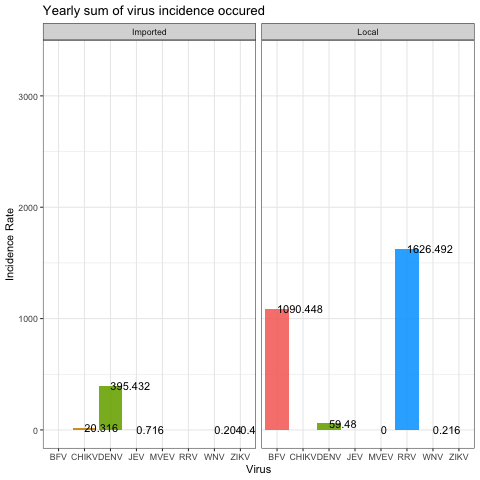 Yearly sum of virus incidence occured
Imported
Local
3000
2000
1000
0
Incidence Rate
20.316
395.432
0.716
0.204
0.4
1090.448
59.48
0
1626.492
0.216
BFV CHIKV DENV JEV MVEV RRV WNV ZIKV
BFV CHIKV DENV JEV MVEV RRV WNV ZIKV
Virus